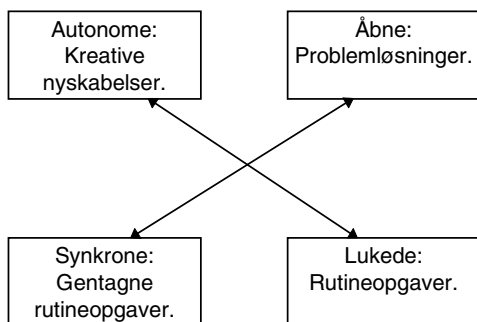 Autonome:
Kreative
nyskabelser.
Åbne:
Problemløsninger.
Synkrone:
Gentagne
rutineopgaver.
Lukede:
Rutineopgaver.